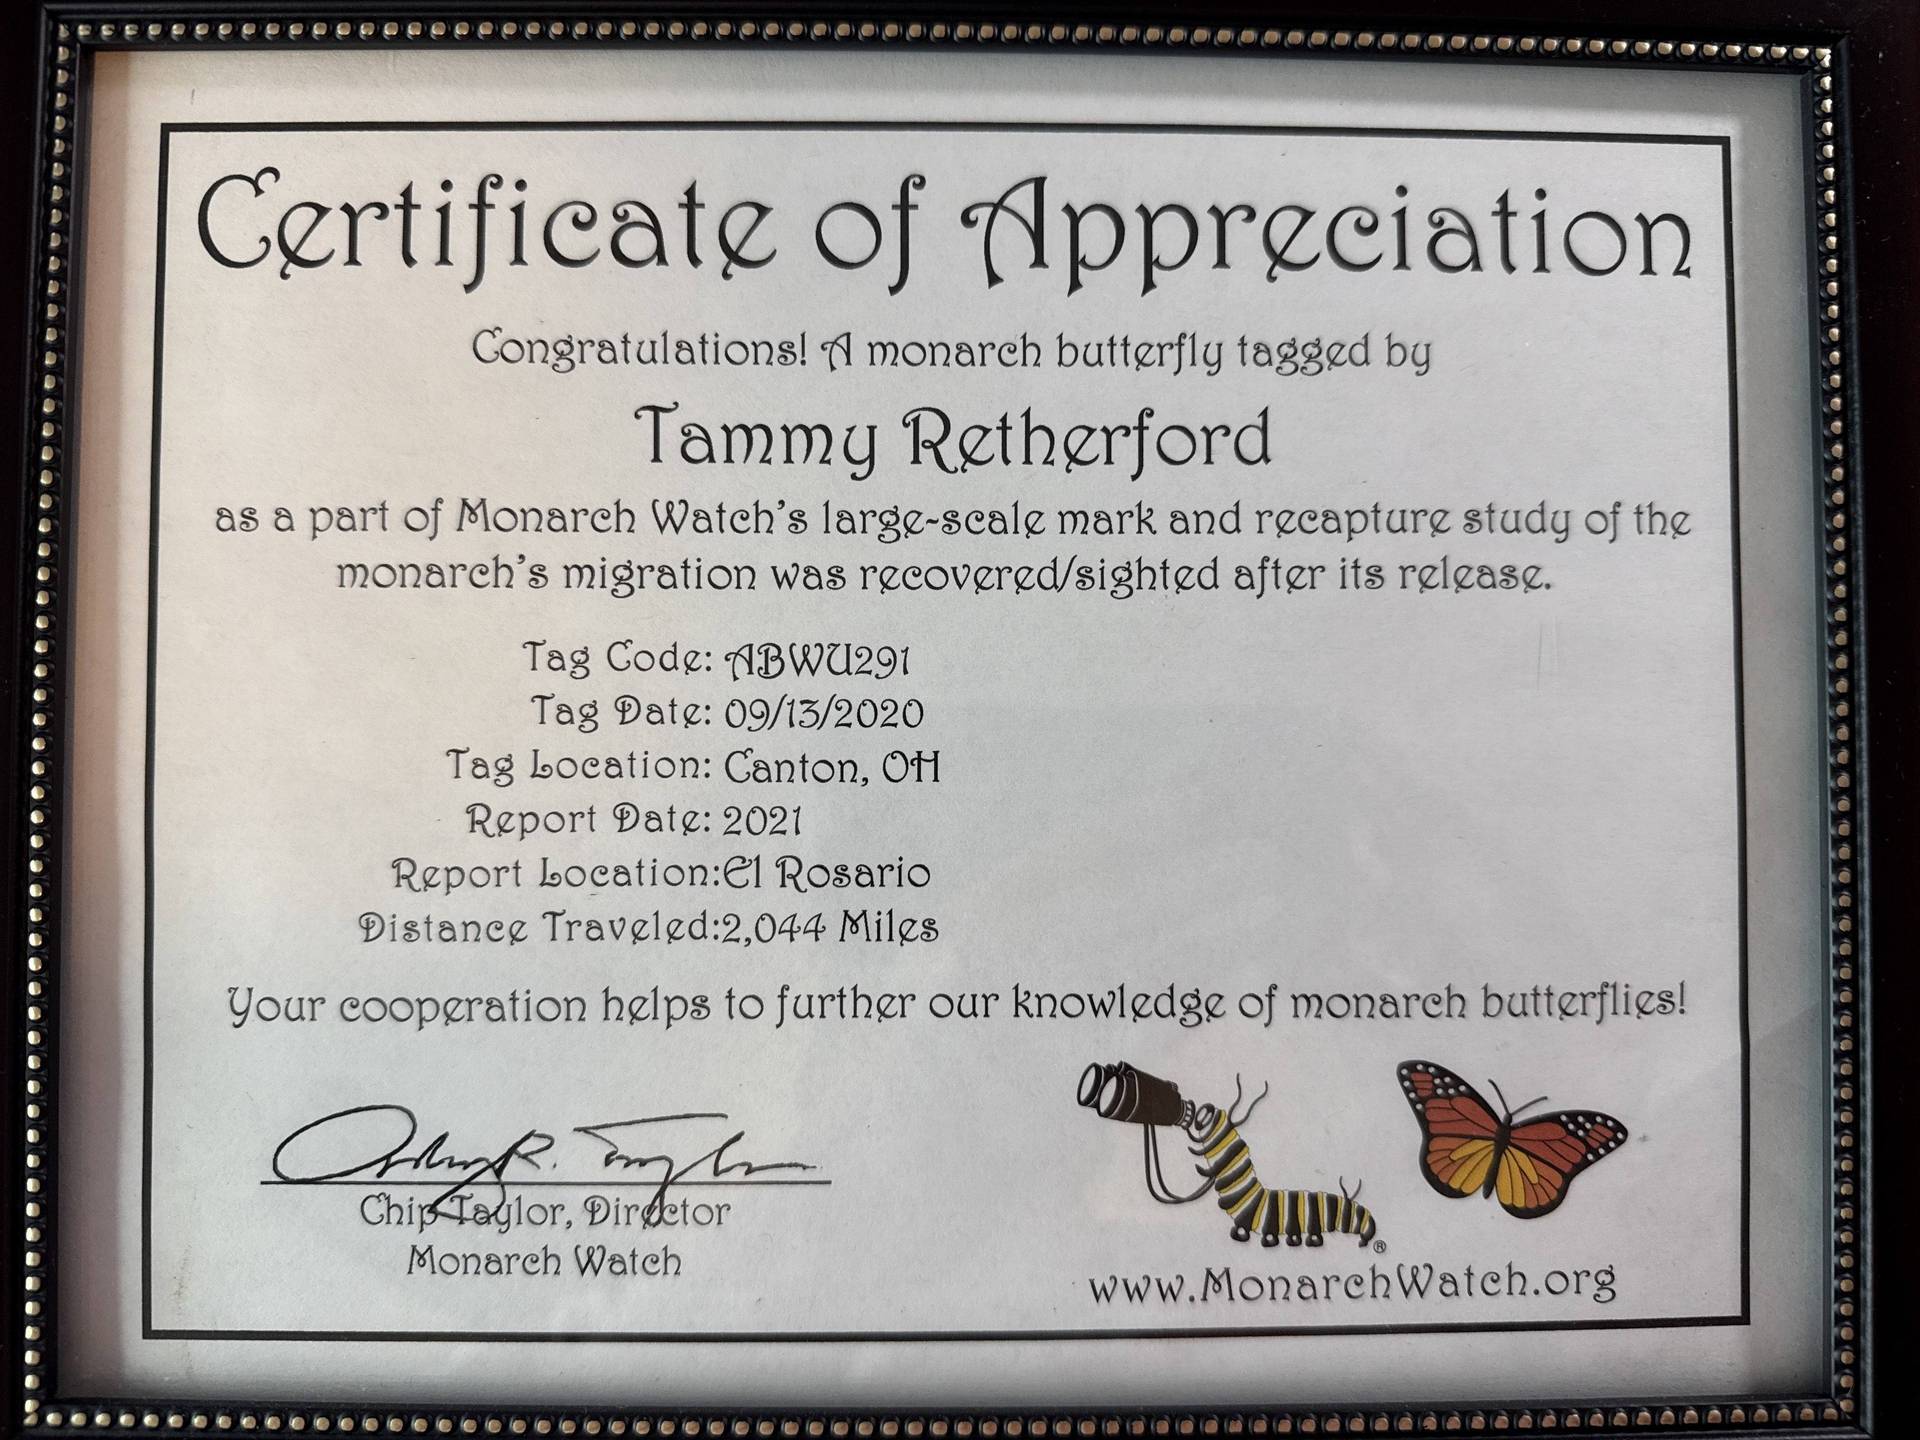 Certificate of Appreciation
Congratulations! A monarch butterfly tagged by
Tammy Retherford
as a part of Monarch Watch's large-scale mark and recapture study of the
monarch's migration was recovered/sighted after its release.
Tag Code: ABWU291
Tag Date: 09/13/2020
Tag Location: Canton, OH
Report Date: 2021
Report Location:El Rosario
Distance Traveled:2,044 Miles
Your cooperation helps to further our knowledge of monarch butterflies!
Chip Taylor, Director
Monarch Watch
®
www.MonarchWatch.org